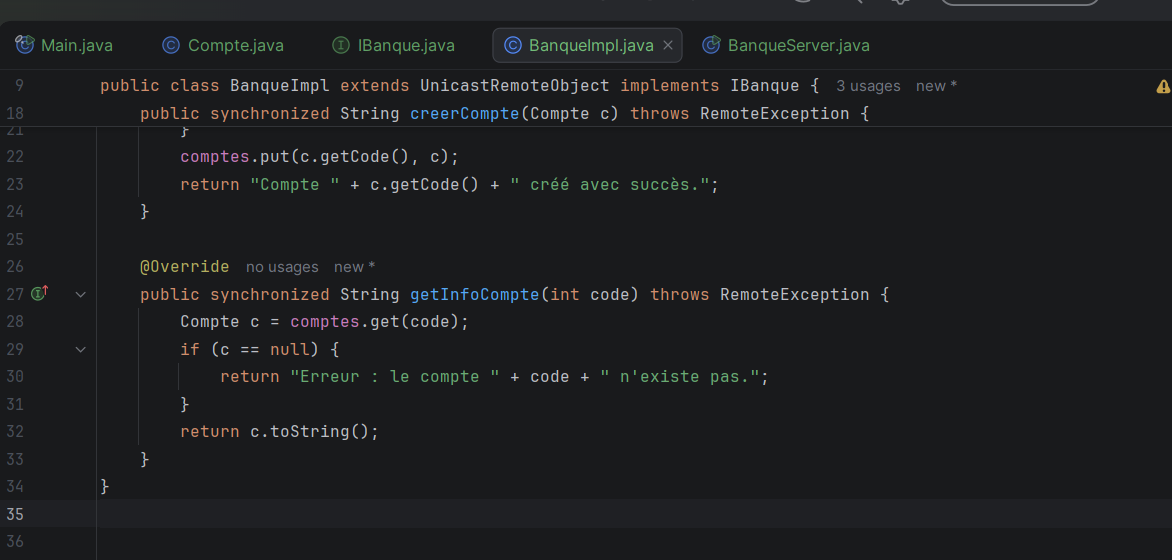 Main.java Compte.java IBanque.java BanqueImpl.java BanqueServer.java
9 public class BanqueImpl extends UnicastRemoteObject implements IBanque { 3 usages new *
18 public synchronized String creerCompte(Compte c) throws RemoteException {
21 }
22 comptes.put(c.getCode(), c);
23 return "Compte " + c.getCode() + " créé avec succès.";
24 }
25
26 @Override no usages new *
27 public synchronized String getInfoCompte(int code) throws RemoteException {
28 Compte c = comptes.get(code);
29 if (c == null) {
30 return "Erreur : le compte " + code + " n'existe pas.";
31 }
32 return c.toString();
33 }
34 }
35
36